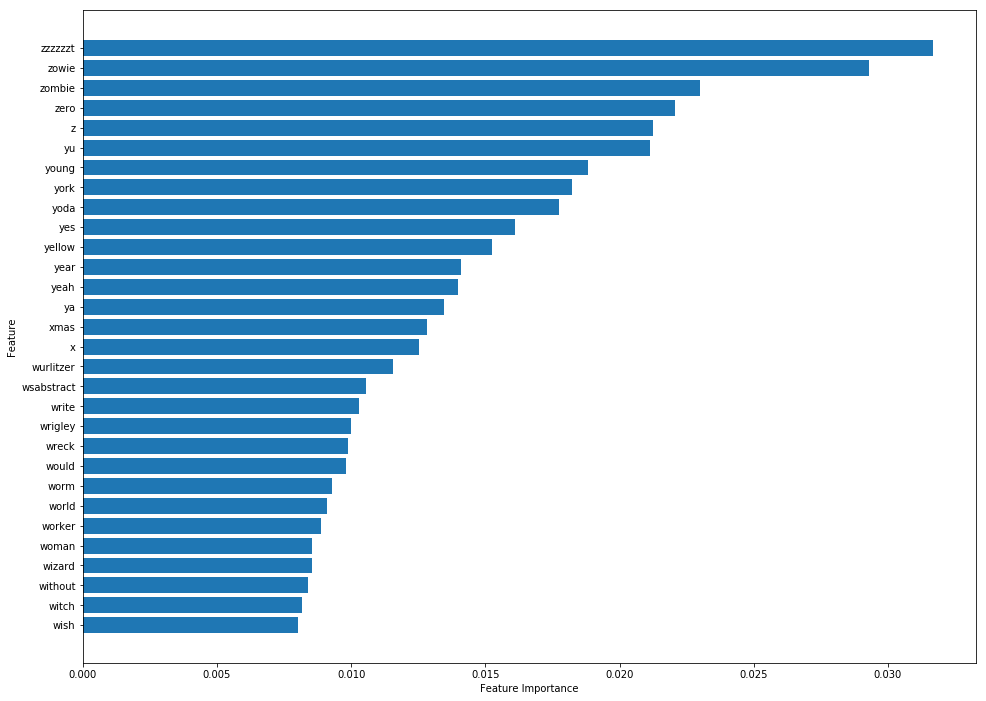 zzzzzzt
zowie
zombie
zero
z
yu
young
york
yoda
yes
yellow
year
yeah
ya
xmas
x
wurlitzer
wsabstract
write
wrigley
wreck
would
worm
world
worker
woman
wizard
without
witch
wish
Feature
0.000 0.005 0.010 0.015 0.020 0.025 0.030
Feature Importance